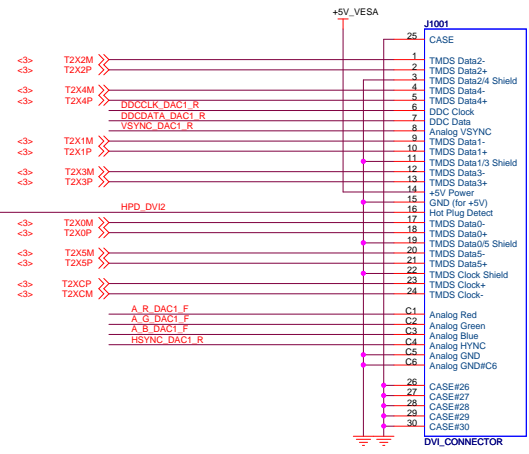 +5V_VESA
J1001
25 CASE
<3> T2X2M 1 TMDS Data2-
<3> T2X2P 2 TMDS Data2+
3 TMDS Data2/4 Shield
<3> T2X4M 4 TMDS Data4-
<3> T2X4P 5 TMDS Data4+
DDCCLK_DAC1_R 6 DDC Clock
DDCDATA_DAC1_R 7 DDC Data
VSYNC_DAC1_R 8 Analog VSYNC
<3> T2X1M 9 TMDS Data1-
<3> T2X1P 10 TMDS Data1+
11 TMDS Data1/3 Shield
<3> T2X3M 12 TMDS Data3-
<3> T2X3P 13 TMDS Data3+
14 +5V Power
15 GND (for +5V)
HPD_DVI2 16 Hot Plug Detect
<3> T2X0M 17 TMDS Data0-
<3> T2X0P 18 TMDS Data0+
19 TMDS Data0/5 Shield
<3> T2X5M 20 TMDS Data5-
<3> T2X5P 21 TMDS Data5+
22 TMDS Clock Shield
<3> T2XCP 23 TMDS Clock+
<3> T2XCM 24 TMDS Clock-
A_R_DAC1_F C1 Analog Red
A_G_DAC1_F C2 Analog Green
A_B_DAC1_F C3 Analog Blue
HSYNC_DAC1_R C4 Analog HYNC
C5 Analog GND
C6 Analog GND#C6
26 CASE#26
27 CASE#27
28 CASE#28
29 CASE#29
30 CASE#30
DVI_CONNECTOR